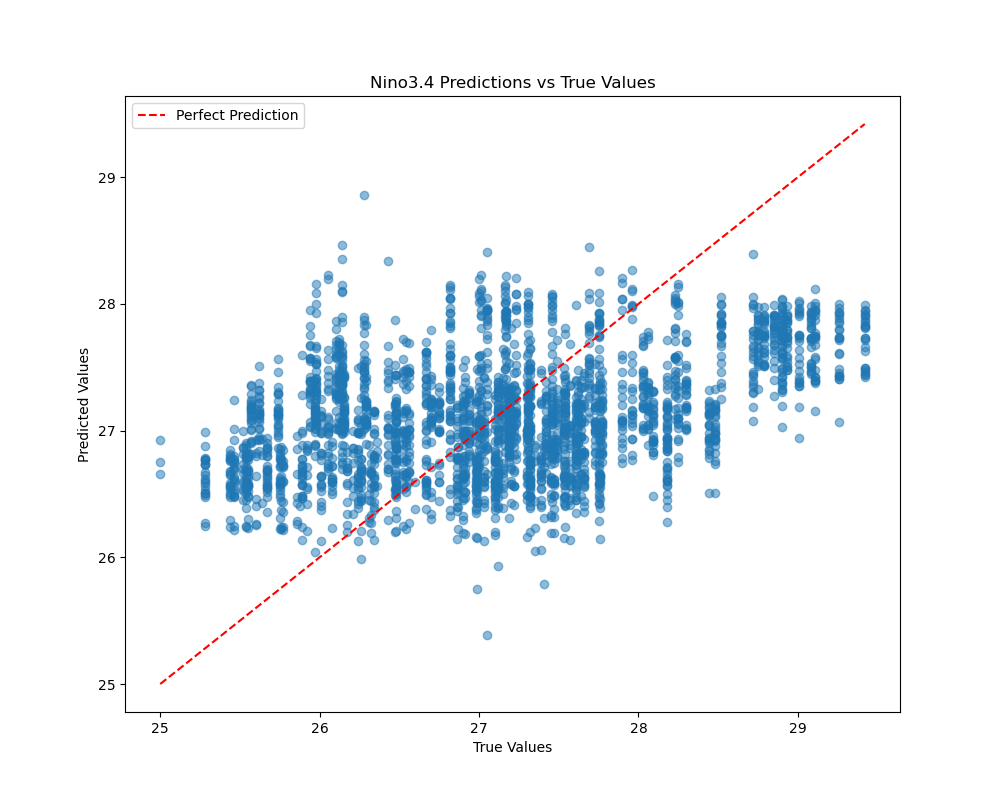 Nino3.4 Predictions vs True Values
Perfect Prediction
Predicted Values
29
28
27
26
25
25 26 27 28 29
True Values